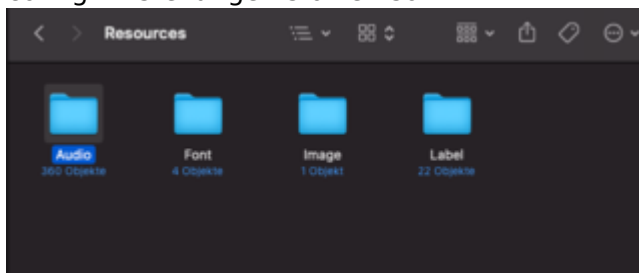 Resources
Audio
360 Objekte
Font
4 Objekte
Image
1 Objekt
Label
22 Objekte